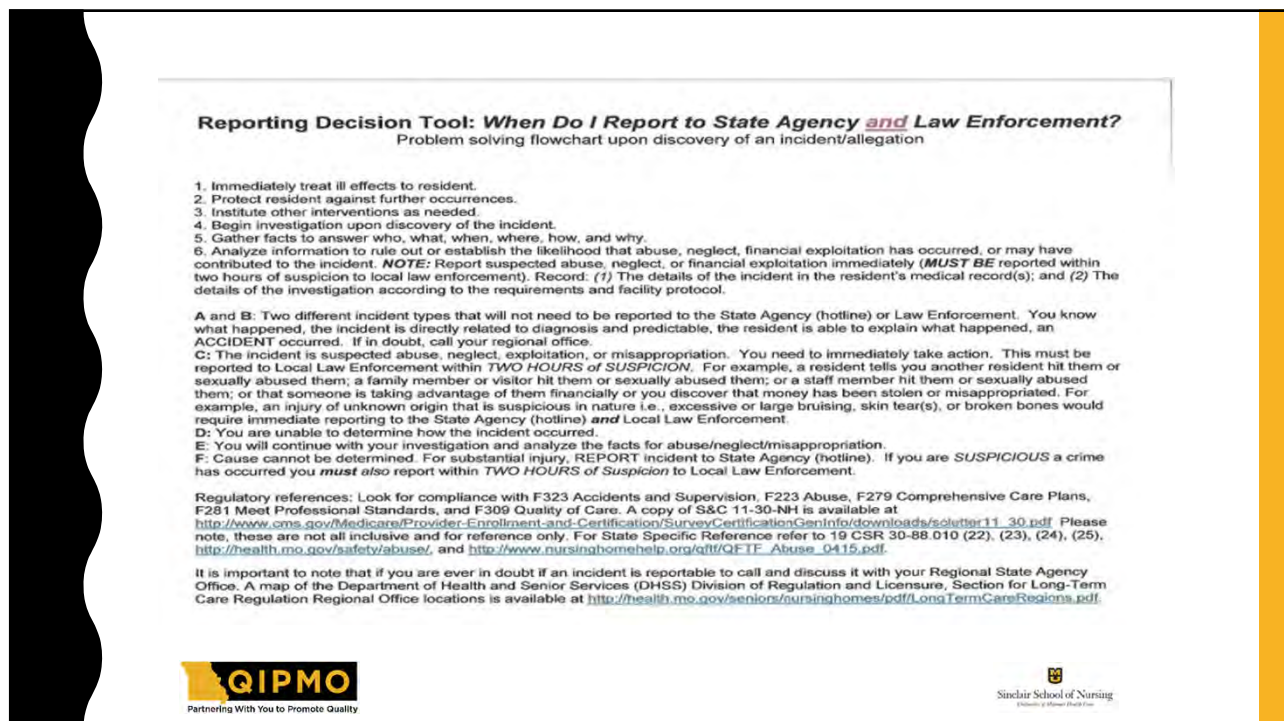 Reporting Decision Tool: When Do I Report to State Agency and Law Enforcement?
Problem solving flowchart upon discovery of an incident/allegation
1. Immediately treat ill effects to resident.
2. Protect resident against further occurrences.
3. Institute other interventions as needed.
4. Begin investigation upon discovery of the incident.
5. Gather facts to answer who, what, when, where, how, and why.
6. Analyze information to rule out or establish the likelihood that abuse, neglect, financial exploitation has occurred, or may have
contributed to the incident. NOTE: Report suspected abuse, neglect, or financial exploitation immediately (MUST BE reported within
two hours of suspicion to local law enforcement). Record: (1) The details of the incident in the resident's medical record(s); and (2) The
details of the investigation according to the requirements and facility protocol.
A and B: Two different incident types that will not need to be reported to the State Agency (hotline) or Law Enforcement. You know
what happened, the incident is directly related to diagnosis and predictable, the resident is able to explain what happened, an
ACCIDENT occurred. If in doubt, call your regional office.
C: The incident is suspected abuse, neglect, exploitation, or misappropriation. You need to immediately take action. This must be
reported to Local Law Enforcement within TWO HOURS of SUSPICION. For example, a resident tells you another resident hit them or
sexually abused them; a family member or visitor hit them or sexually abused them; or a staff member hit them or sexually abused
them; or that someone is taking advantage of them financially or you discover that money has been stolen or misappropriated. For
example, an injury of unknown origin that is suspicious in nature i.e., excessive or large bruising, skin tear(s), or broken bones would
require immediate reporting to the State Agency (hotline) and Local Law Enforcement.
D: You are unable to determine how the incident occurred.
E: You will continue with your investigation and analyze the facts for abuse/neglect/misappropriation.
F: Cause cannot be determined. For substantial injury, REPORT incident to State Agency (hotline). If you are SUSPICIOUS a crime
has occurred you must also report within TWO HOURS of Suspicion to Local Law Enforcement.
Regulatory references: Look for compliance with F323 Accidents and Supervision, F223 Abuse, F279 Comprehensive Care Plans,
F281 Meet Professional Standards, and F309 Quality of Care. A copy of S&C 11-30-NH is available at
http://www.cms.gov/Medicare/Provider-Enrollment-and-Certification/SurveyCertificationGenInfo/downloads/scletter11_30.pdf Please
note, these are not all inclusive and for reference only. For State Specific Reference refer to 19 CSR 30-88.010 (22), (23), (24), (25),
http://health.mo.gov/safety/abuse/, and http://www.nursinghomehelp.org/qftf/QFTF_Abuse_0415.pdf.
It is important to note that if you are ever in doubt if an incident is reportable to call and discuss it with your Regional State Agency
Office. A map of the Department of Health and Senior Services (DHSS) Division of Regulation and Licensure, Section for Long-Term
Care Regulation Regional Office locations is available at http://health.mo.gov/seniors/nursinghomes/pdf/LongTermCareRegions.pdf.
QIPMO
Partnering With You to Promote Quality
Sinclair School of Nursing
University of Missouri Health Care